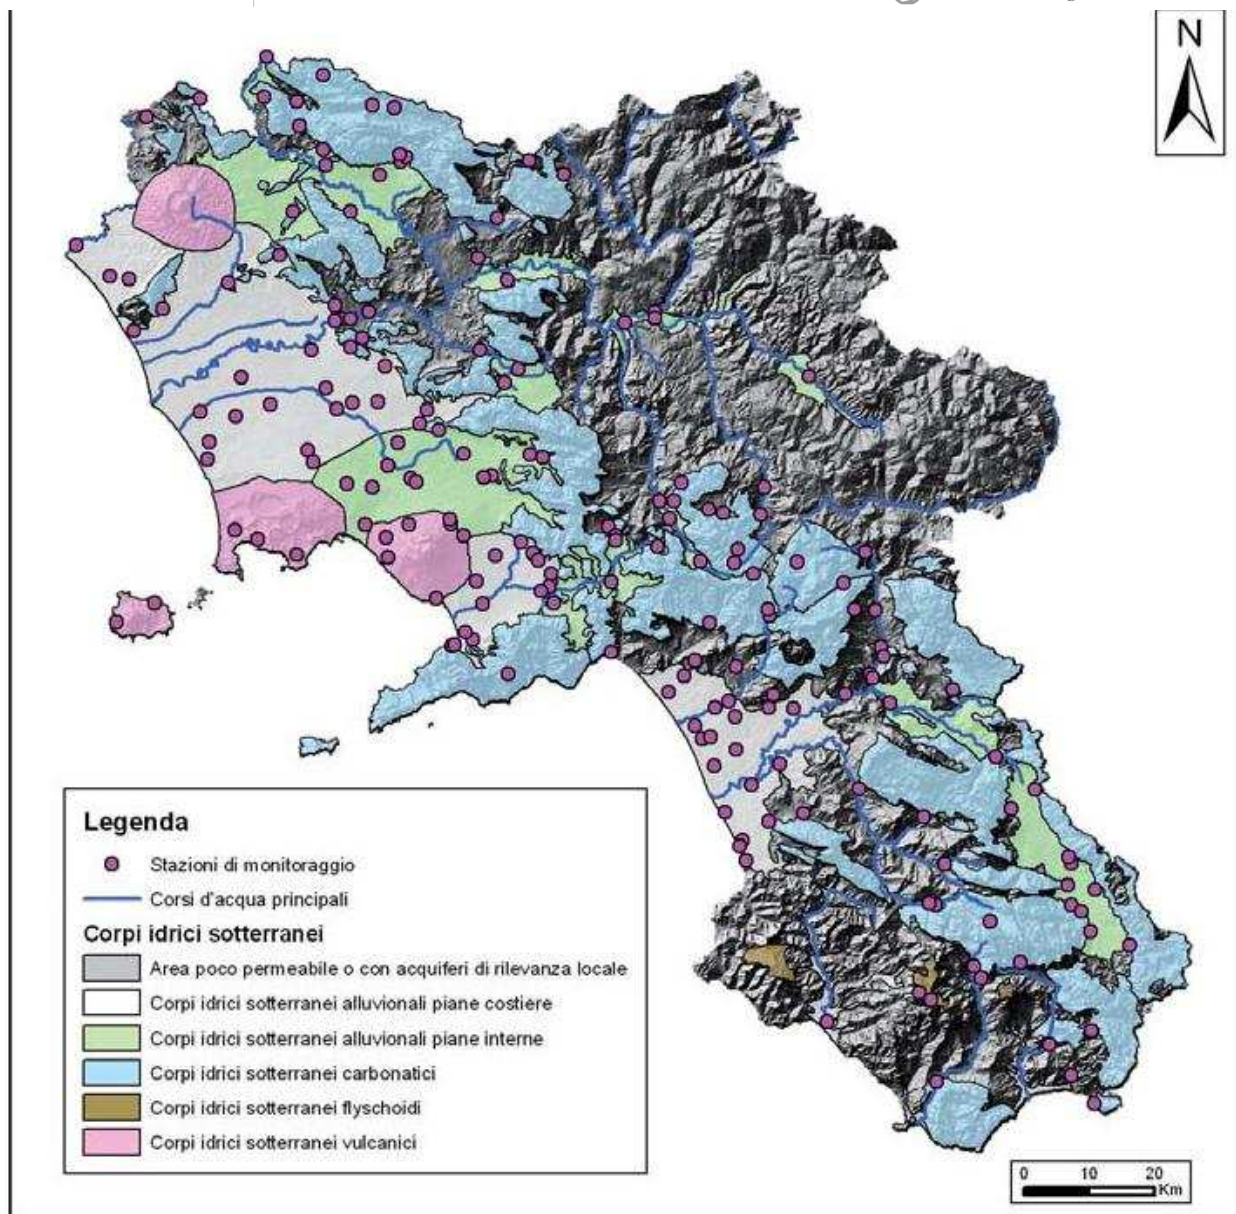 N
Legenda
Stazioni di monitoraggio
Corsi d'acqua principali
Corpi idrici sotterranei
Area poco permeabile o con acquiferi di rilevanza locale
Corpi idrici sotterranei alluvionali piane costiere
Corpi idrici sotterranei alluvionali piane interne
Corpi idrici sotterranei carbonatici
Corpi idrici sotterranei flyschoidi
Corpi idrici sotterranei vulcanici
0 10 20
Km